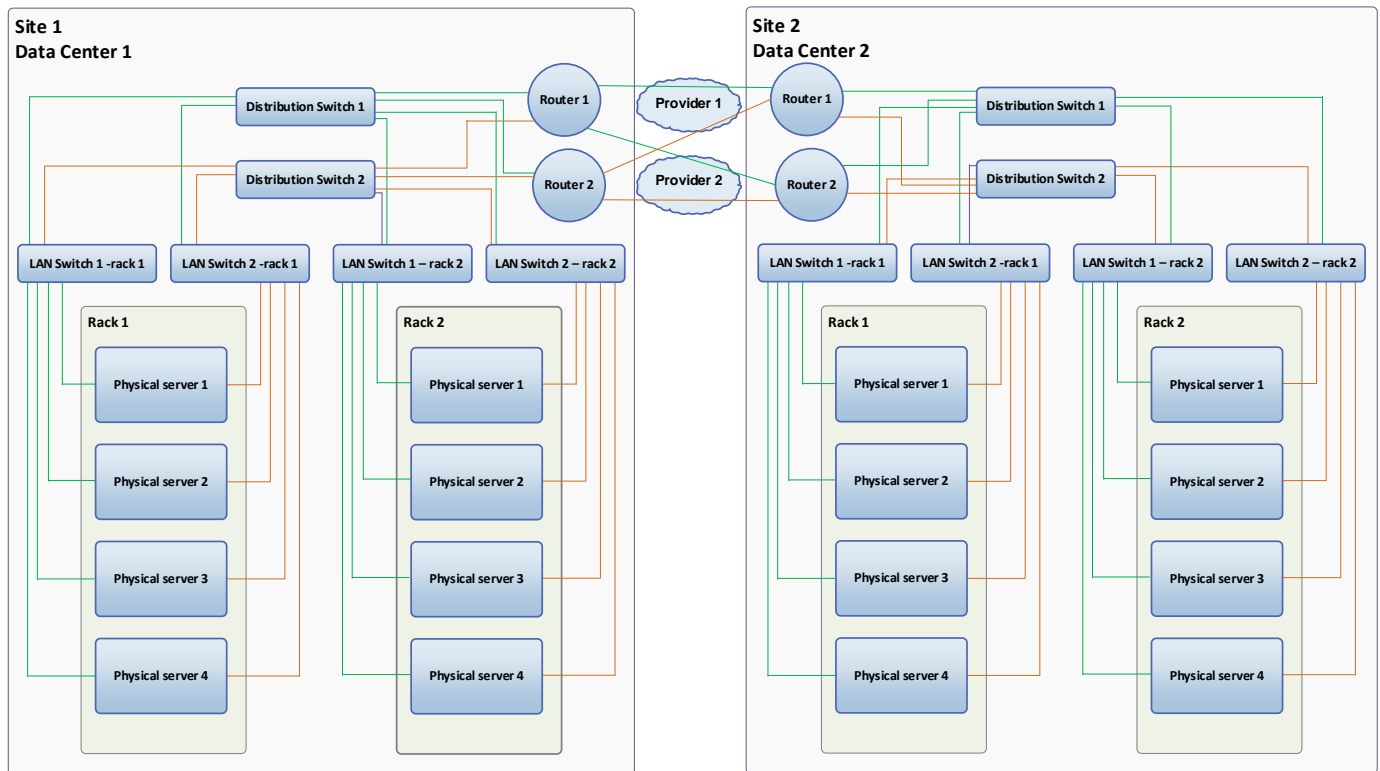 Site 1
Data Center 1
Distribution Switch 1
Distribution Switch 2
Router 1
Router 2
LAN Switch 1 -rack 1
LAN Switch 2 -rack 1
LAN Switch 1 – rack 2
LAN Switch 2 – rack 2
Rack 1
Physical server 1
Physical server 2
Physical server 3
Physical server 4
Rack 2
Physical server 1
Physical server 2
Physical server 3
Physical server 4
Provider 1
Provider 2
Site 2
Data Center 2
Router 1
Router 2
Distribution Switch 1
Distribution Switch 2
LAN Switch 1 -rack 1
LAN Switch 2 -rack 1
LAN Switch 1 – rack 2
LAN Switch 2 – rack 2
Rack 1
Physical server 1
Physical server 2
Physical server 3
Physical server 4
Rack 2
Physical server 1
Physical server 2
Physical server 3
Physical server 4